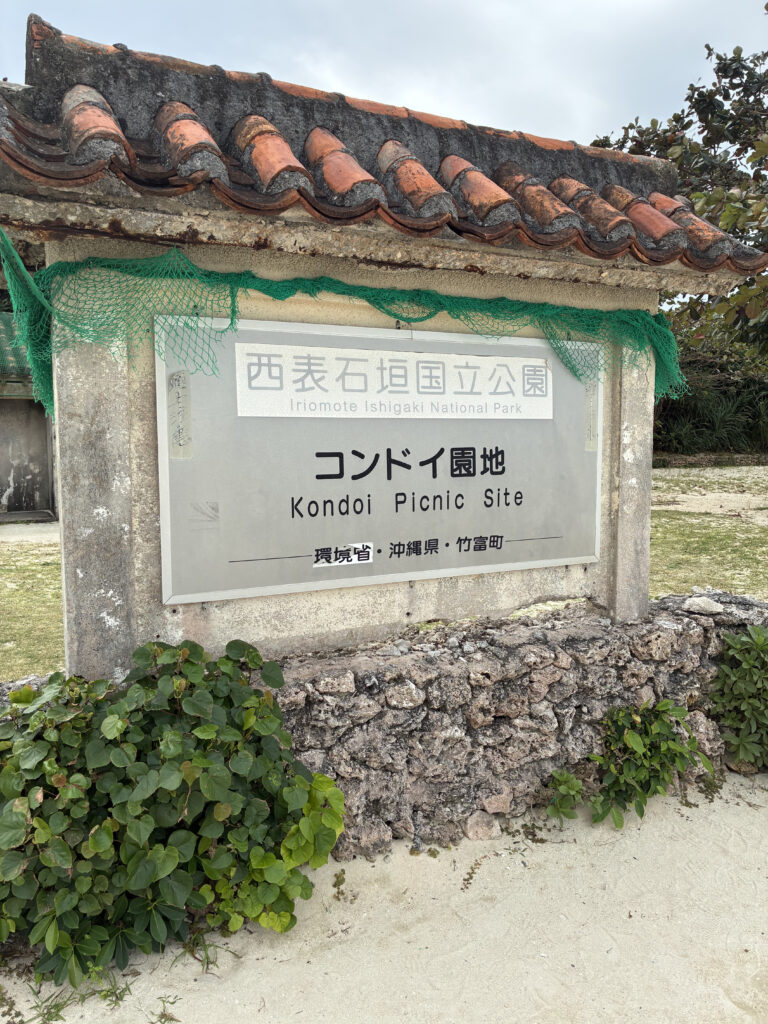 西表石垣国立公園
Iriomote Ishigaki National Park
コンドイ園地
Kondoi Picnic Site
環境省・沖縄県・竹富町